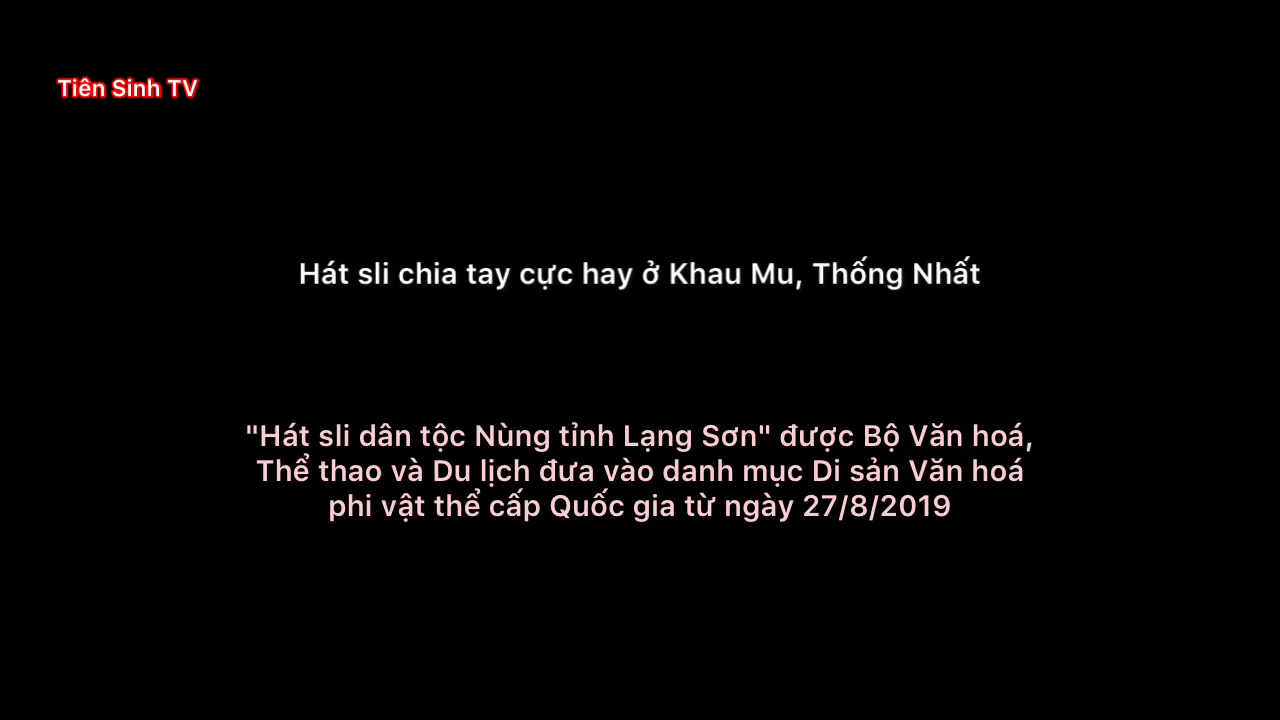 Tiên Sinh TV
Hát sli chia tay cực hay ở Khau Mu, Thống Nhất
"Hát sli dân tộc Nùng tỉnh Lạng Sơn" được Bộ Văn hoá,
Thể thao và Du lịch đưa vào danh mục Di sản Văn hoá
phi vật thể cấp Quốc gia từ ngày 27/8/2019